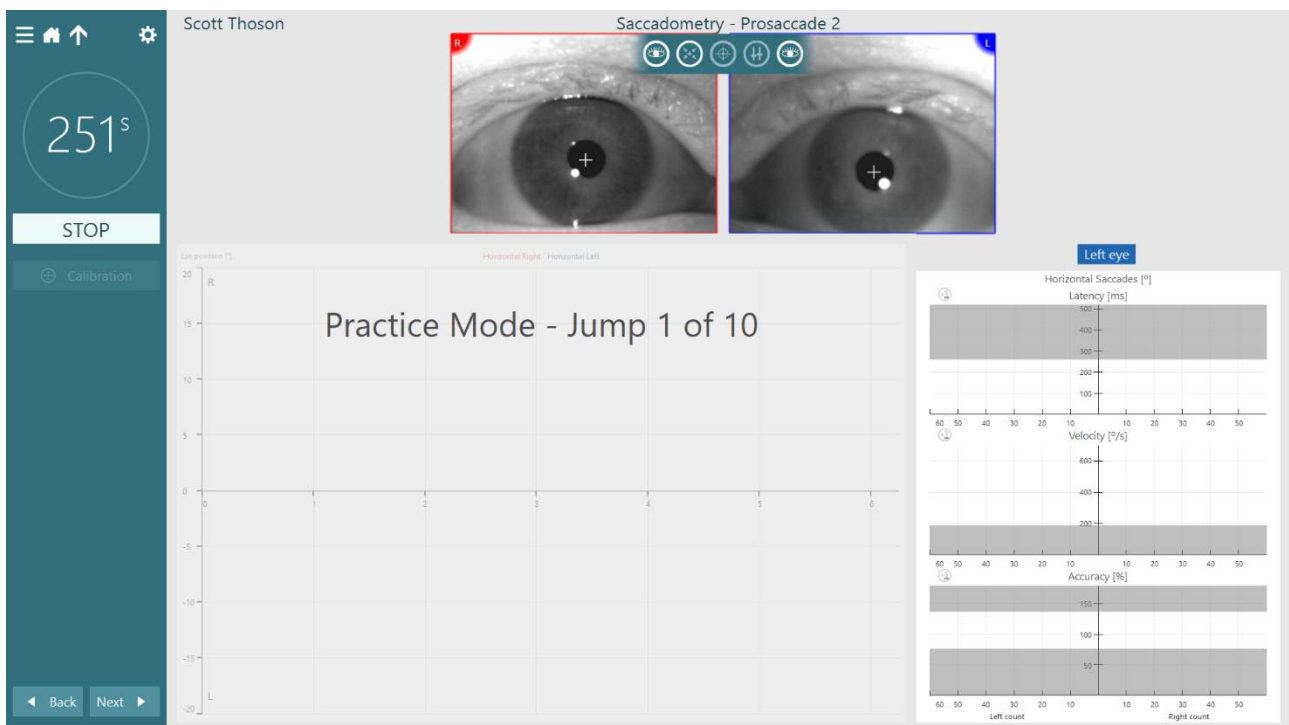 Scott Thoson
Saccadometry - Prosaccade 2
R
L
251 s
STOP
Calibration
Back
Next
Eye position [°]
Horizontal Right Horizontal Left
20
R
15
10
5
0
-5
-10
-15
-20
L
0 1 2 3 4 5 6
Practice Mode - Jump 1 of 10
Left eye
Horizontal Saccades [º]
Latency [ms]
500
400
300
200
100
60 50 40 30 20 10 10 20 30 40 50
Velocity [º/s]
600
400
200
60 50 40 30 20 10 10 20 30 40 50
Accuracy [%]
150
100
50
60 50 40 30 20 10 10 20 30 40 50
Left count Right count